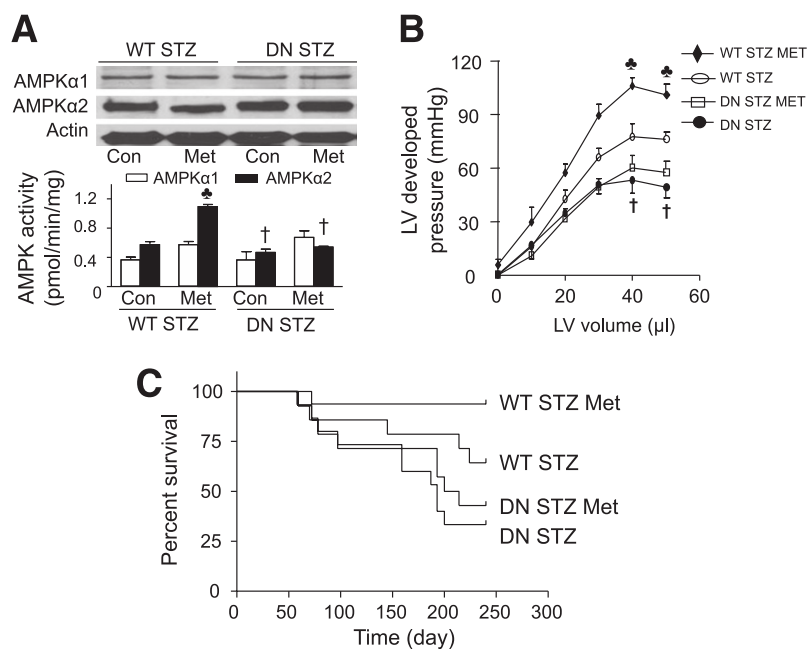 A
WT STZ DN STZ
AMPKα1
AMPKα2
Actin
Con Met Con Met
AMPKα1 AMPKα2
AMPK activity
(pmol/min/mg)
1.2
0.8
0.4
0
♣
†
†
Con Met Con Met
WT STZ DN STZ
B
LV developed
pressure (mmHg)
120
90
60
30
0
♣ ♣
† †
0 20 40 60
LV volume (µl)
WT STZ MET
WT STZ
DN STZ MET
DN STZ
C
Percent survival
100
75
50
25
0
WT STZ Met
WT STZ
DN STZ Met
DN STZ
0 50 100 150 200 250 300
Time (day)